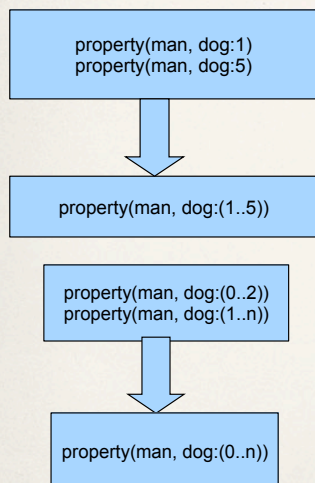 property(man, dog:1)
property(man, dog:5)
property(man, dog:(1..5))
property(man, dog:(0..2))
property(man, dog:(1..n))
property(man, dog:(0..n))